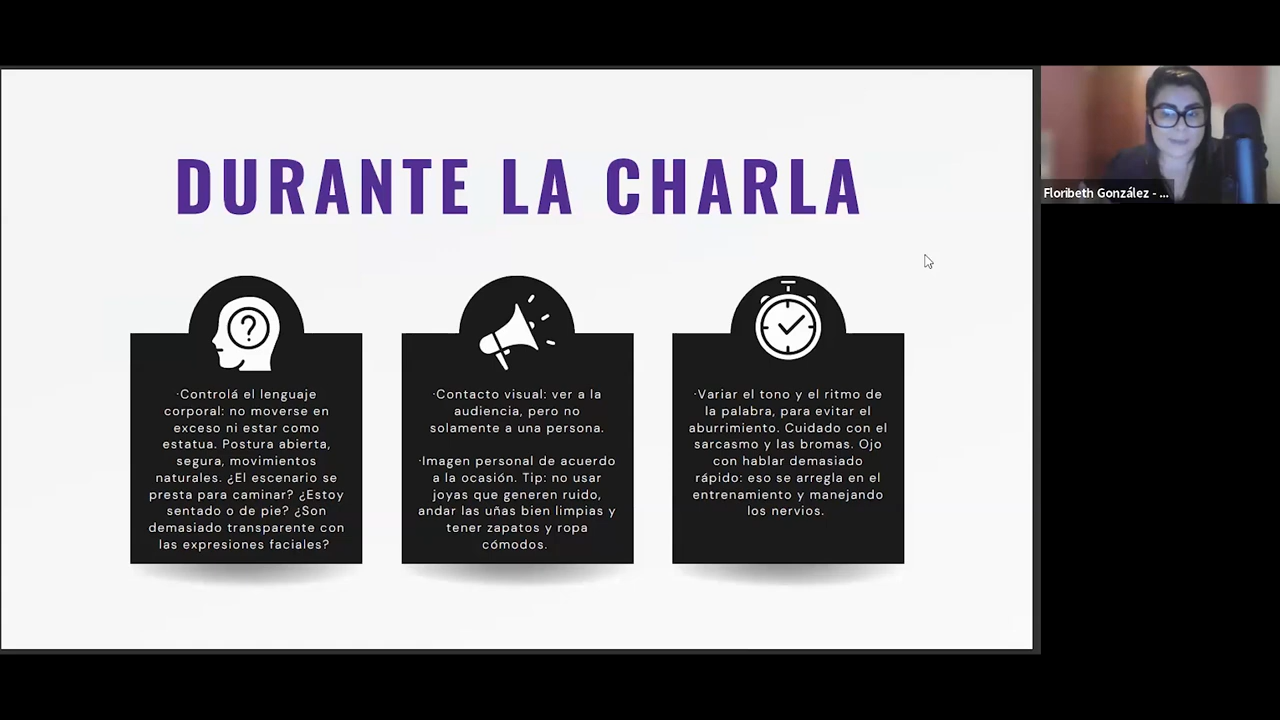 DURANTE LA CHARLA
·Controlá el lenguaje
corporal: no moverse en
exceso ni estar como
estatua. Postura abierta,
segura, movimientos
naturales. ¿El escenario se
presta para caminar? ¿Estoy
sentado o de pie? ¿Son
demasiado transparente con
las expresiones faciales?
·Contacto visual: ver a la
audiencia, pero no
solamente a una persona.
·Imagen personal de acuerdo
a la ocasión. Tip: no usar
joyas que generen ruido,
andar las uñas bien limpias y
tener zapatos y ropa
cómodos.
·Variar el tono y el ritmo de
la palabra, para evitar el
aburrimiento. Cuidado con el
sarcasmo y las bromas. Ojo
con hablar demasiado
rápido: eso se arregla en el
entrenamiento y manejando
los nervios.
Floribeth González - ...